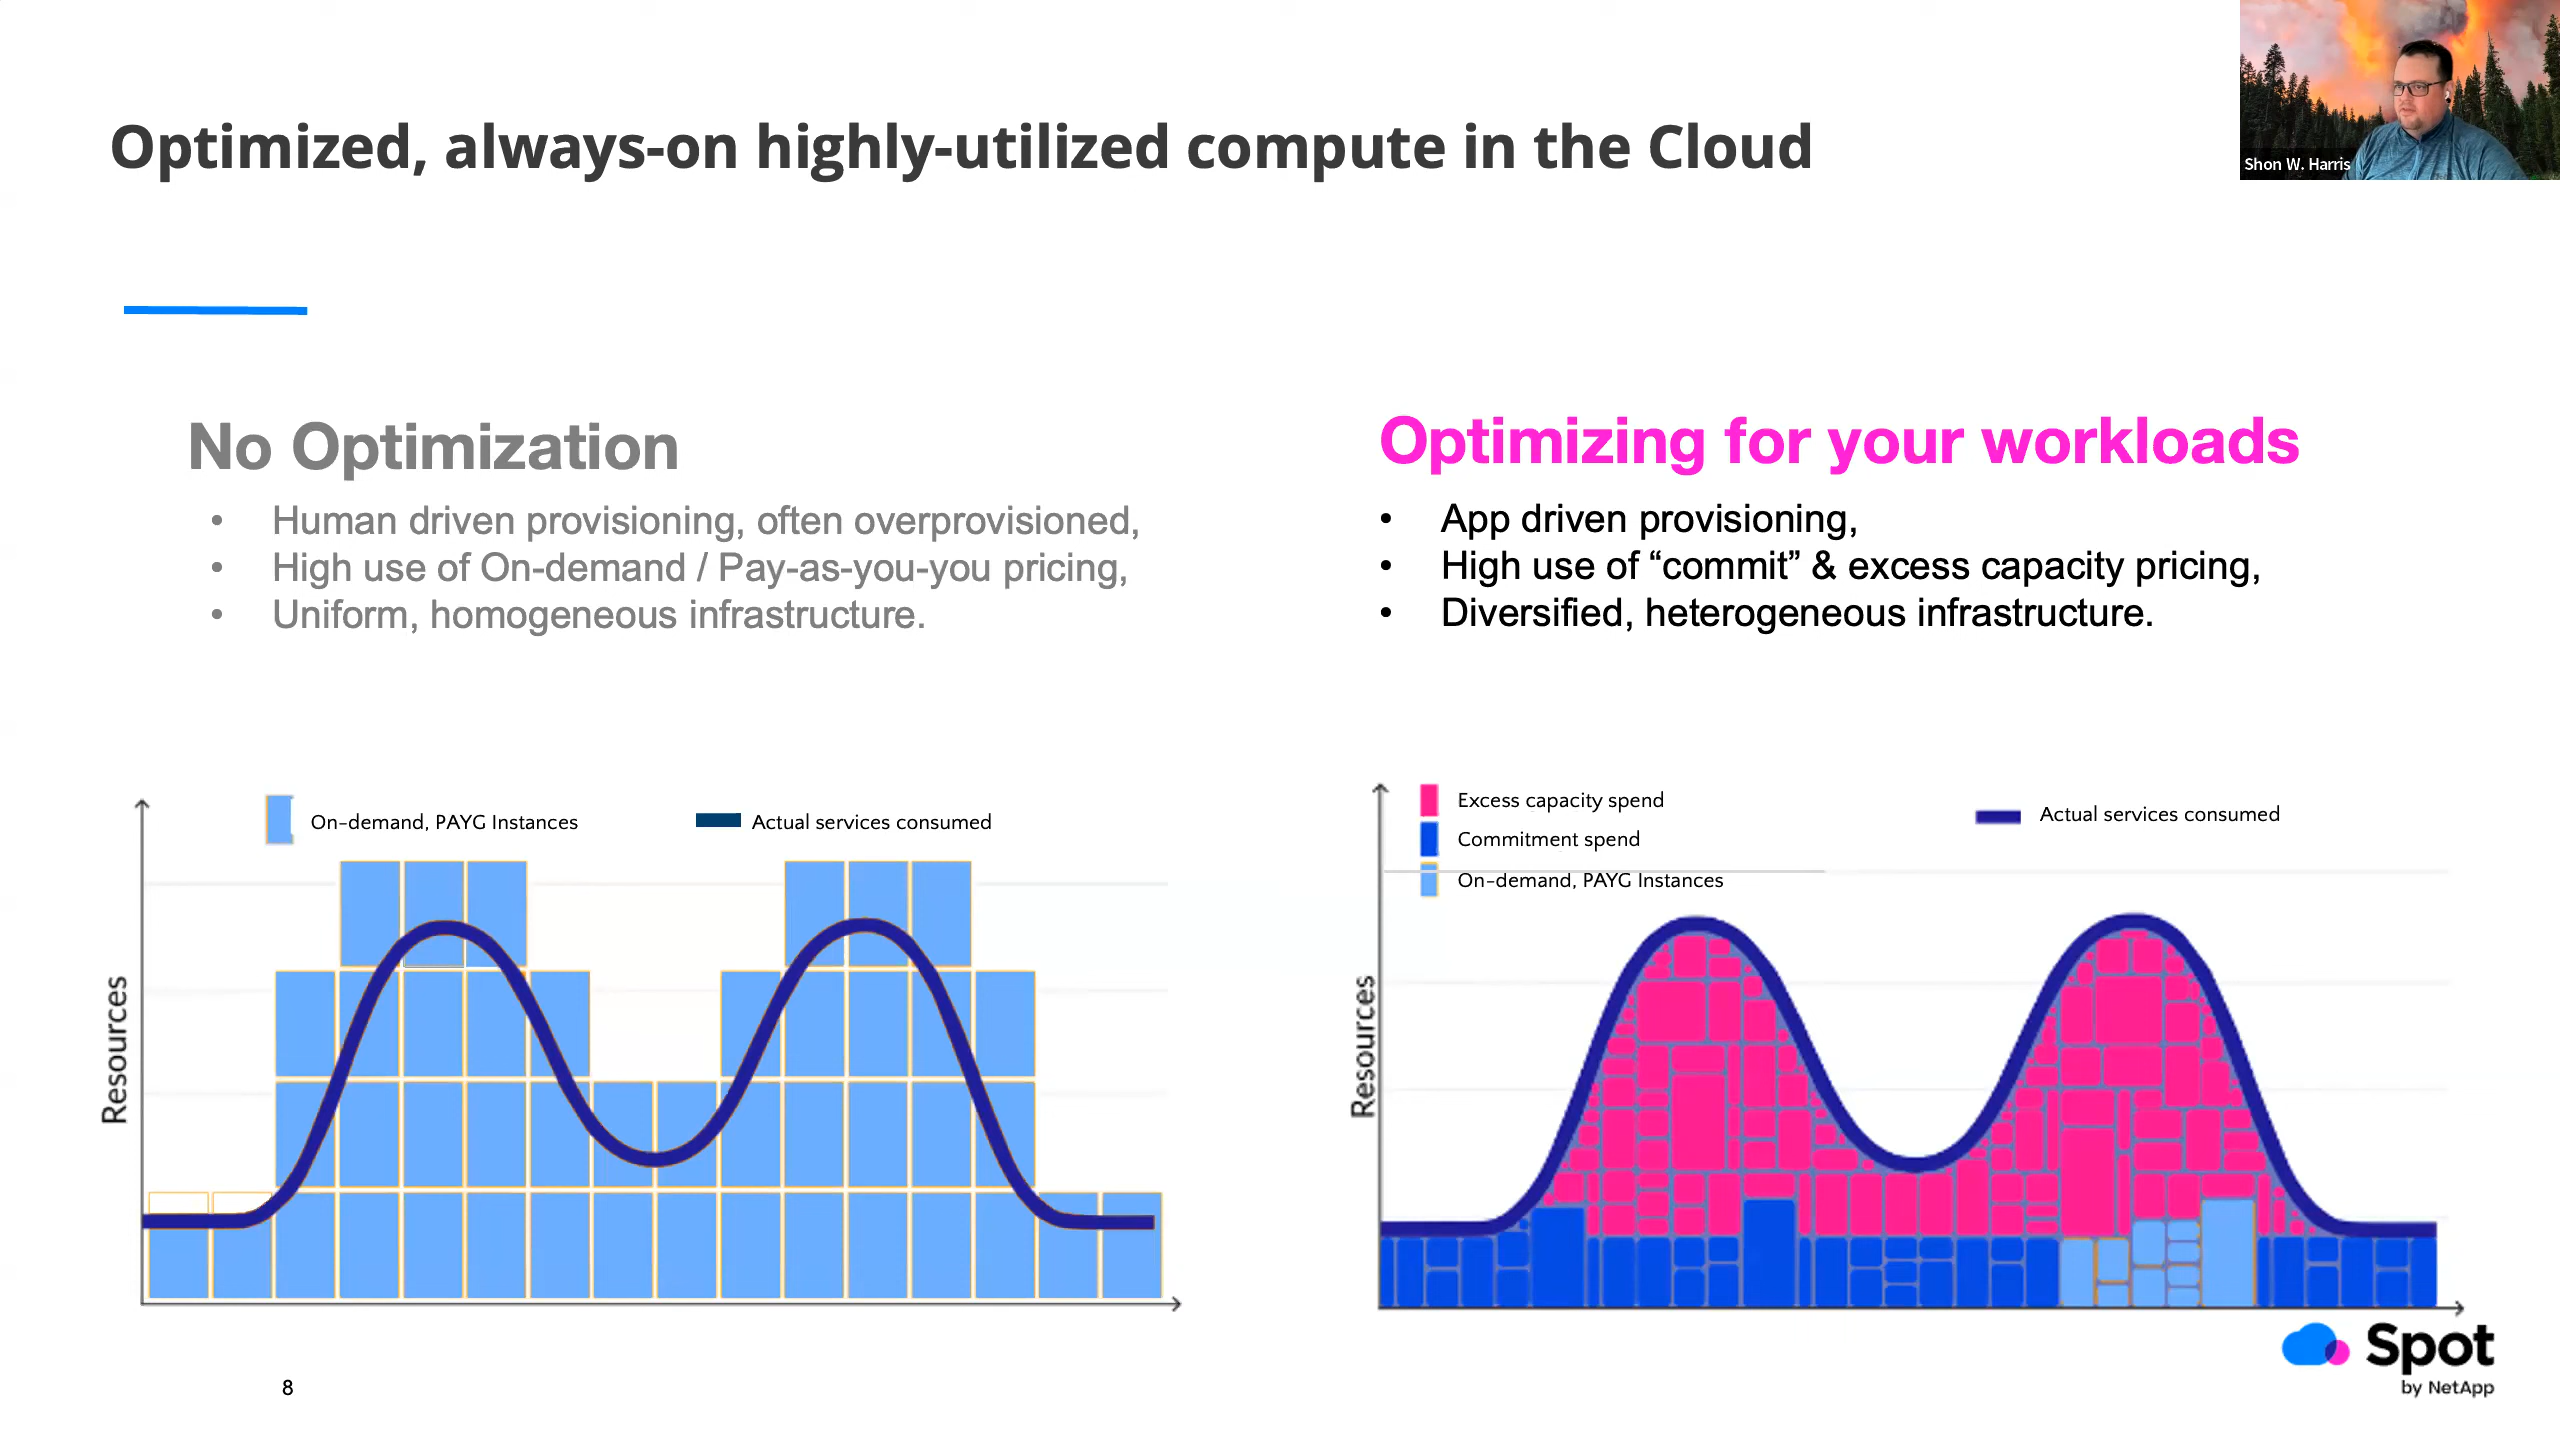 Optimized, always-on highly-utilized compute in the Cloud
Shon W. Harris
No Optimization
• Human driven provisioning, often overprovisioned,
• High use of On-demand / Pay-as-you-you pricing,
• Uniform, homogeneous infrastructure.
Optimizing for your workloads
• App driven provisioning,
• High use of “commit” & excess capacity pricing,
• Diversified, heterogeneous infrastructure.
On-demand, PAYG Instances
Actual services consumed
Resources
Excess capacity spend
Commitment spend
On-demand, PAYG Instances
Actual services consumed
Resources
8
Spot
by NetApp